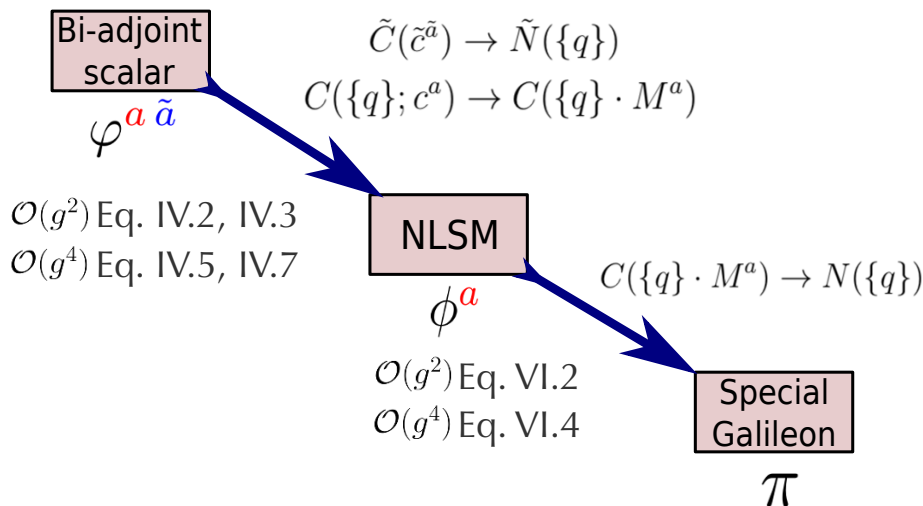 Bi-adjoint
scalar
φ^{a ã}
C̃(c̃^ã) → Ñ({q})
C({q}; c^a) → C({q} · M^a)
O(g²) Eq. IV.2, IV.3
O(g⁴) Eq. IV.5, IV.7
NLSM
ϕ^a
C({q} · M^a) → N({q})
O(g²) Eq. VI.2
O(g⁴) Eq. VI.4
Special
Galileon
π